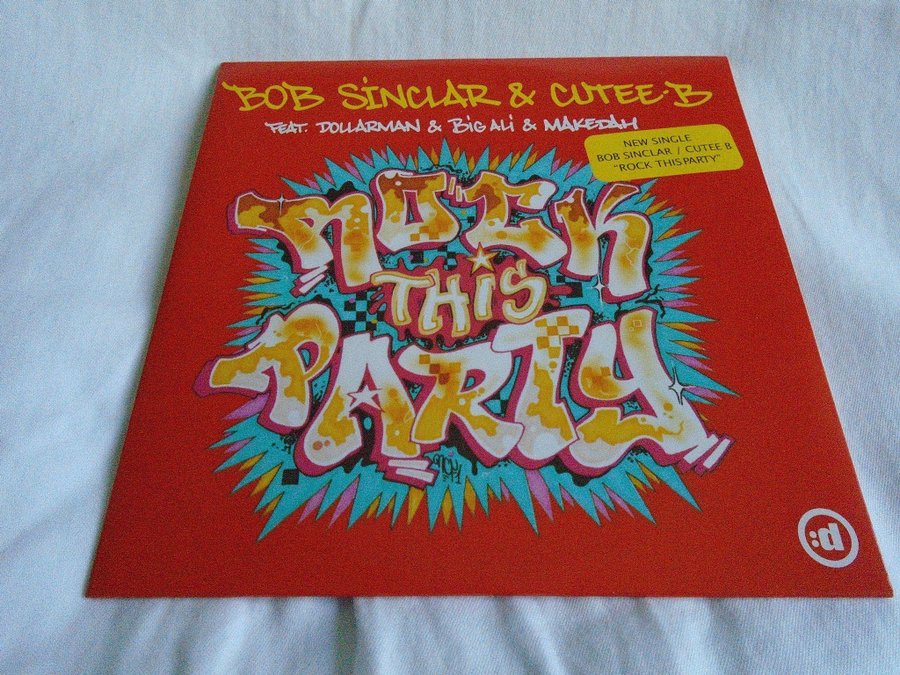 BOB SINCLAR & CUTEE.B
FEAT. DOLLARMAN & BIG ALI & MAKEDAH
NEW SINGLE
BOB SINCLAR / CUTEE B
"ROCK THIS PARTY"
ROCK
THIS
PARTY
:d